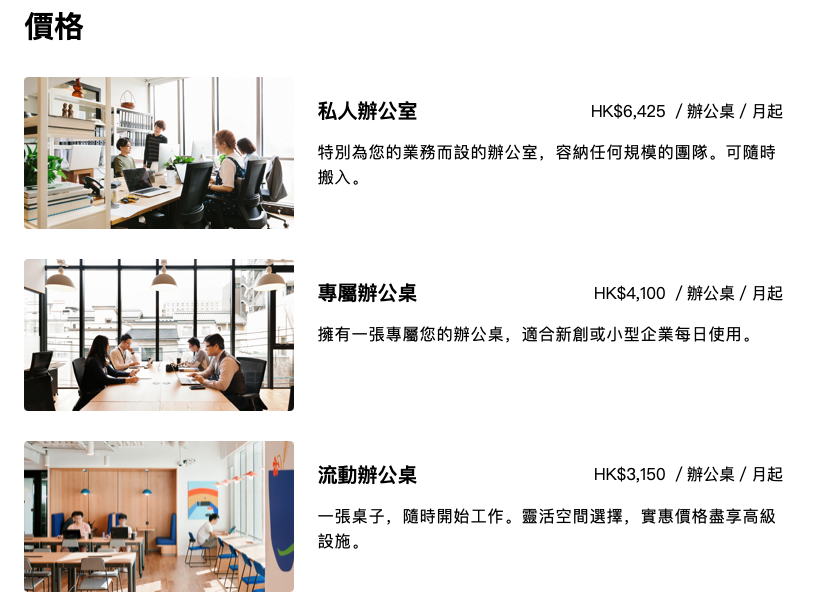 價格
私人辦公室
HK$6,425 / 辦公桌 / 月起
特別為您的業務而設的辦公室，容納任何規模的團隊。可隨時
搬入。
專屬辦公桌
HK$4,100 / 辦公桌 / 月起
擁有一張專屬您的辦公桌，適合新創或小型企業每日使用。
流動辦公桌
HK$3,150 / 辦公桌 / 月起
一張桌子，隨時開始工作。靈活空間選擇，實惠價格盡享高級
設施。